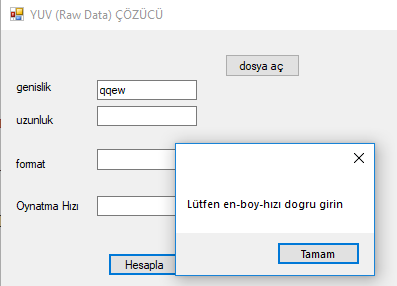 YUV (Raw Data) ÇÖZÜCÜ
dosya aç
genislik
qqew
uzunluk
format
Lütfen en-boy-hızı dogru girin
Oynatma Hızı
Tamam
Hesapla